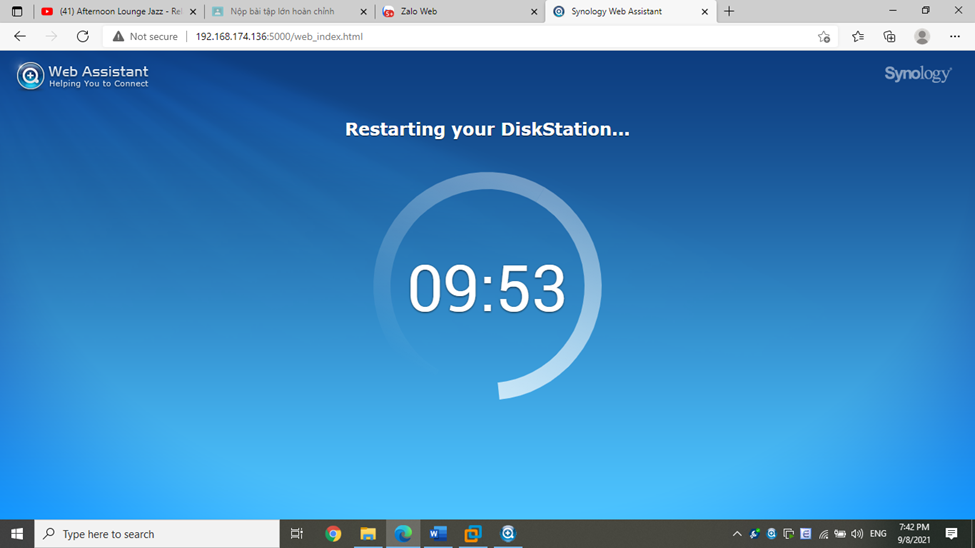 (41) Afternoon Lounge Jazz - Rel
Nộp bài tập lớn hoàn chỉnh
5+
Zalo Web
Synology Web Assistant
Not secure
192.168.174.136:5000/web_index.html
Web Assistant
Helping You to Connect
Synology
Restarting your DiskStation...
09:53
Type here to search
W
ENG
7:42 PM
9/8/2021